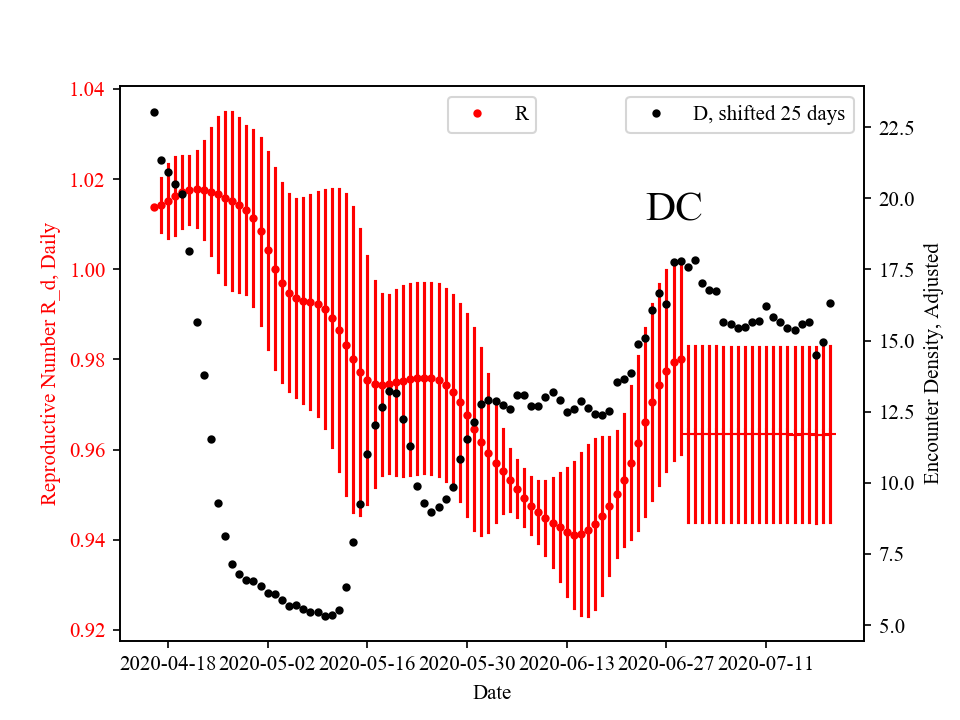 R
D, shifted 25 days
DC
1.04
1.02
1.00
0.98
0.96
0.94
0.92
Reproductive Number R_d, Daily
22.5
20.0
17.5
15.0
12.5
10.0
7.5
5.0
Encounter Density, Adjusted
2020-04-18 2020-05-02 2020-05-16 2020-05-30 2020-06-13 2020-06-27 2020-07-11
Date